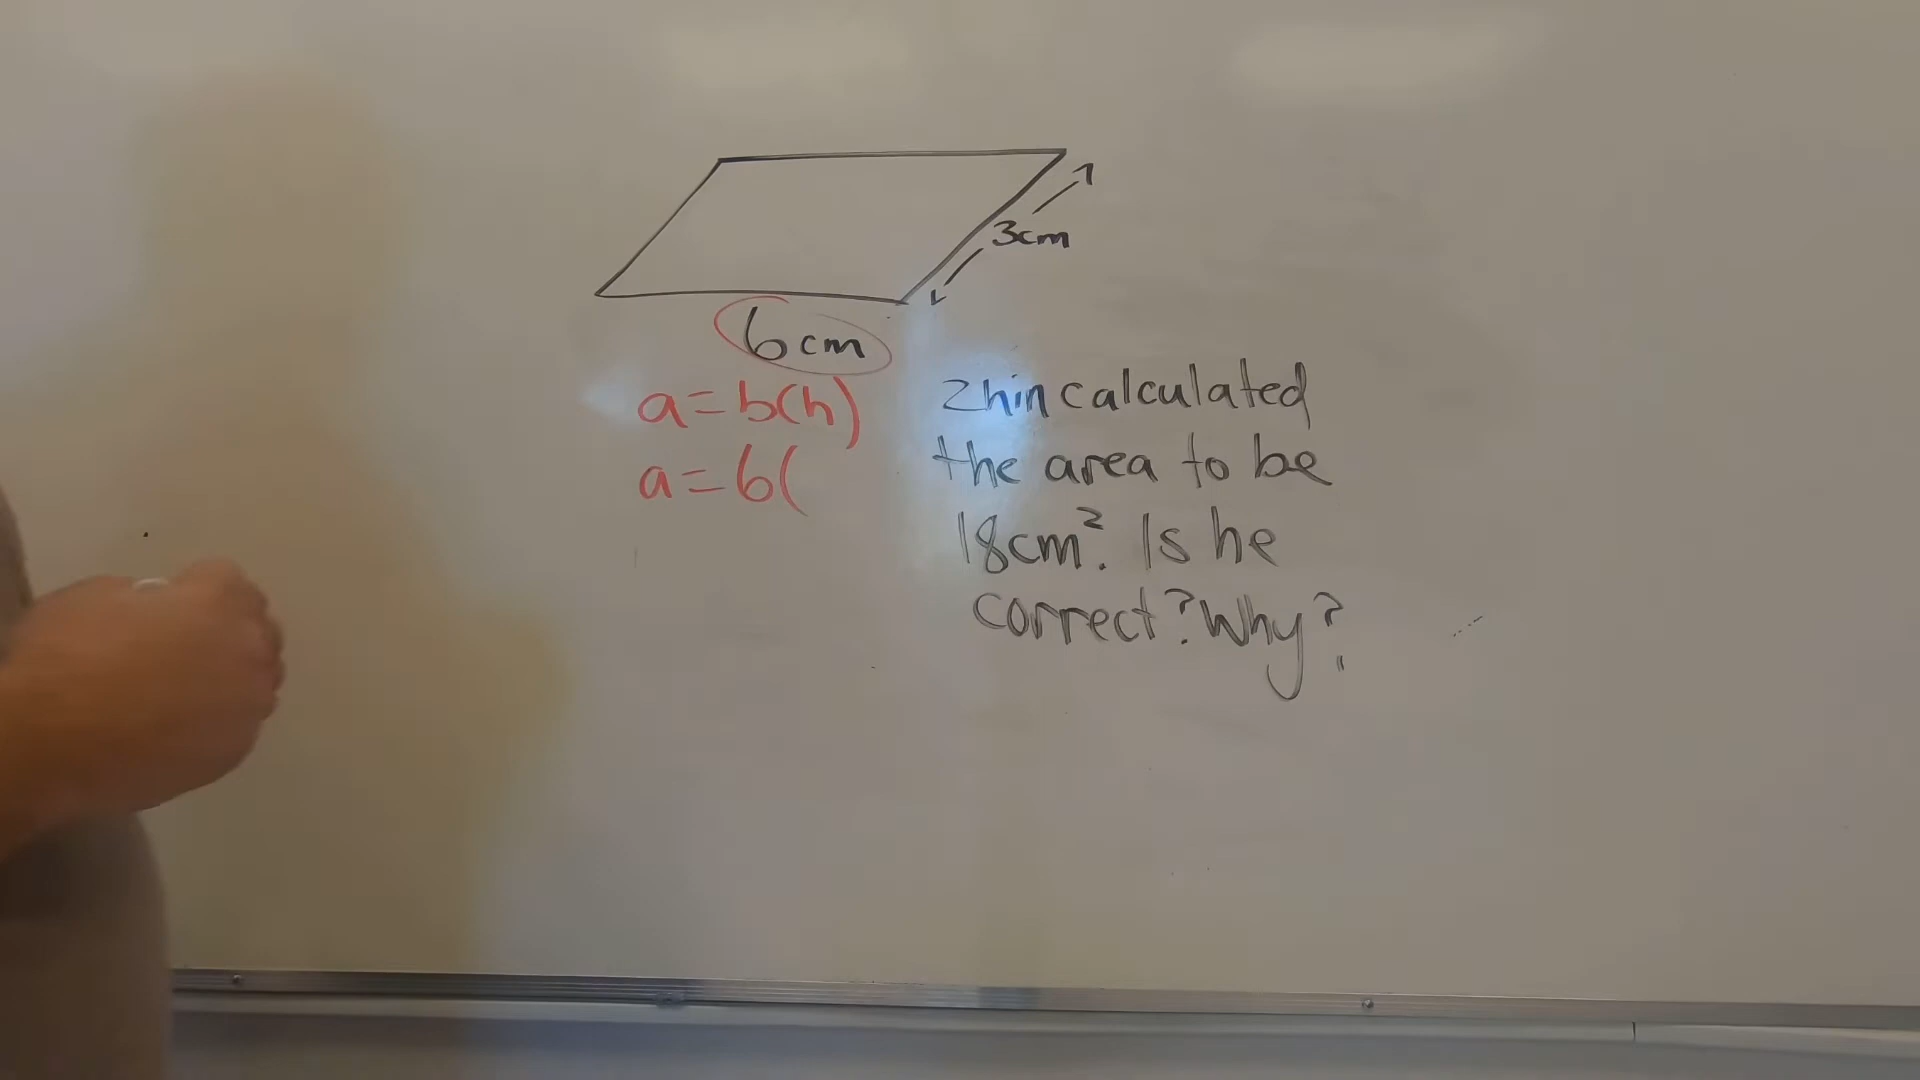 3cm
6cm
a=b(h)
a=6(
Zhin calculated
the area to be
18cm². Is he
correct? Why?